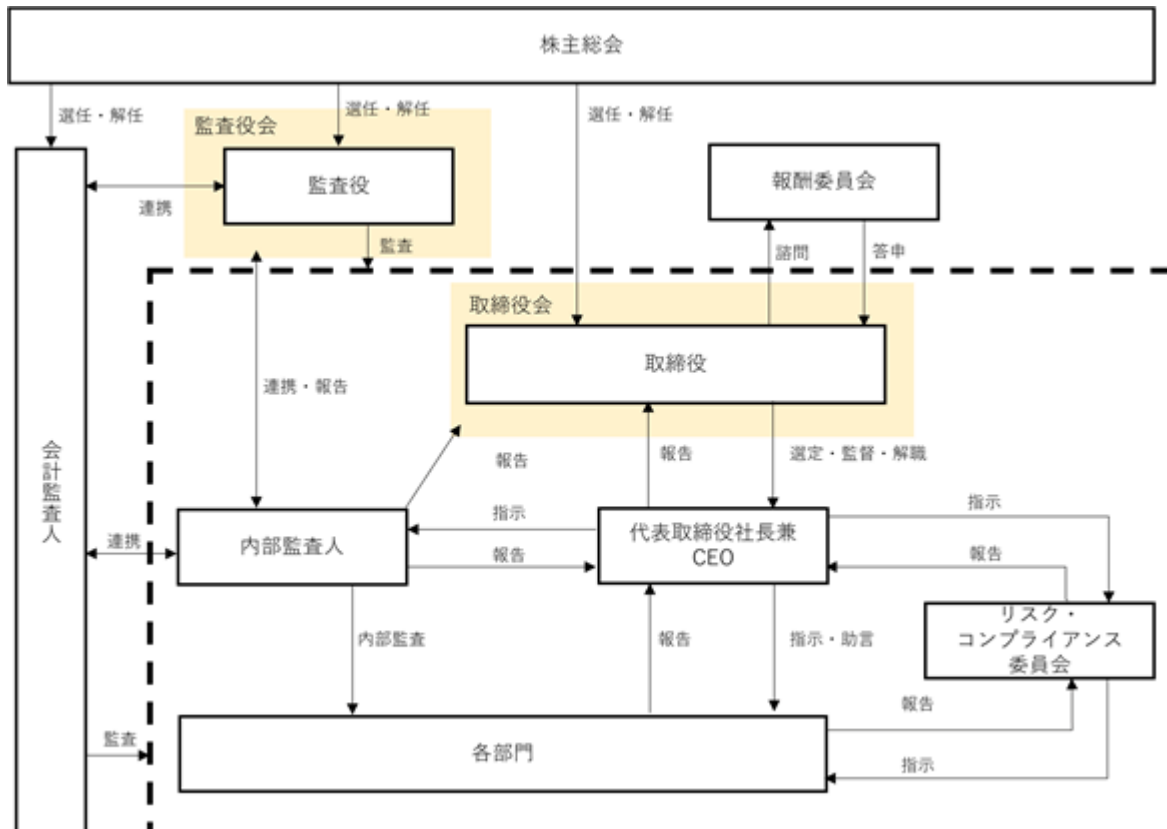 株主総会
選任・解任
選任・解任
選任・解任
監査役会
監査役
報酬委員会
連携
監査
諮問
答申
取締役会
取締役
連携・報告
報告
報告
選定・監督・解職
会計監査人
連携
内部監査人
指示
報告
代表取締役社長兼
CEO
指示
報告
リスク・
コンプライアンス
委員会
内部監査
報告
指示・助言
監査
各部門
報告
指示